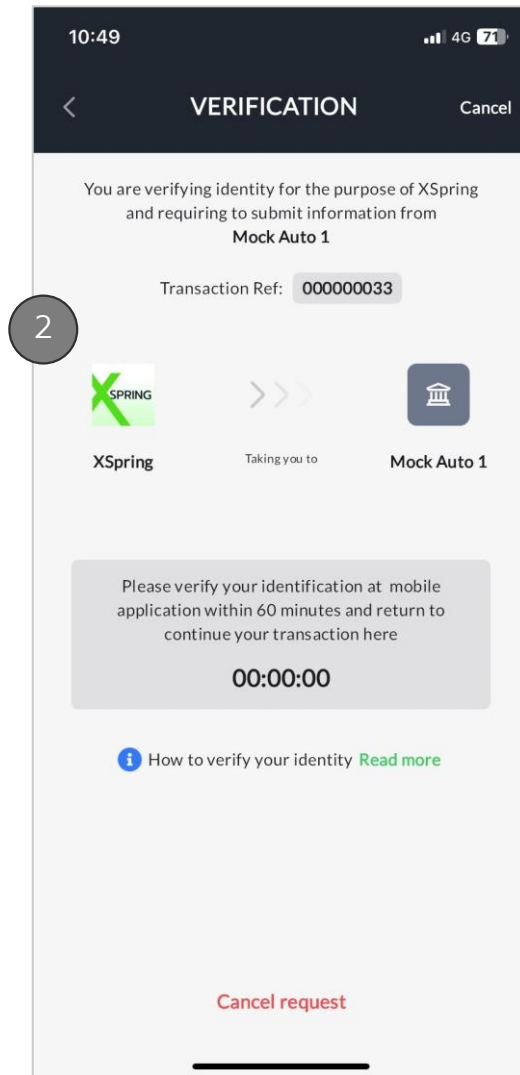 10:49
4G 71
VERIFICATION
Cancel
You are verifying identity for the purpose of XSpring
and requiring to submit information from
Mock Auto 1
Transaction Ref: 000000033
2
XSPRING
XSpring
Taking you to
Mock Auto 1
Please verify your identification at mobile
application within 60 minutes and return to
continue your transaction here
00:00:00
How to verify your identity Read more
Cancel request